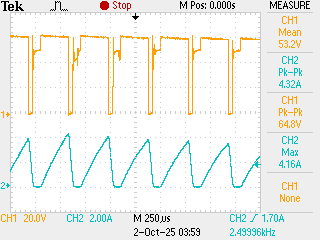 Tek Stop M Pos: 0.000s MEASURE
CH1
Mean
53.2V
CH2
Pk-Pk
4.32A
CH1
Pk-Pk
64.8V
CH2
Max
4.16A
CH1
None
1
2
CH1 20.0V CH2 2.00A M 250µs CH2 / 1.70A
2-Oct-25 03:59 2.49996kHz